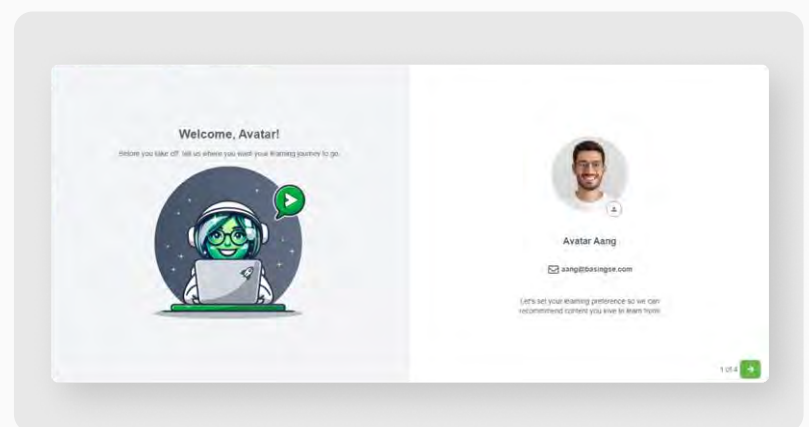 Welcome, Avatar!
Before you take off, tell us where you want your learning journey to go.
Avatar Aang
aang@basingse.com
Let's set your learning preference so we can
recommmend content you love to learn from!
1 of 4